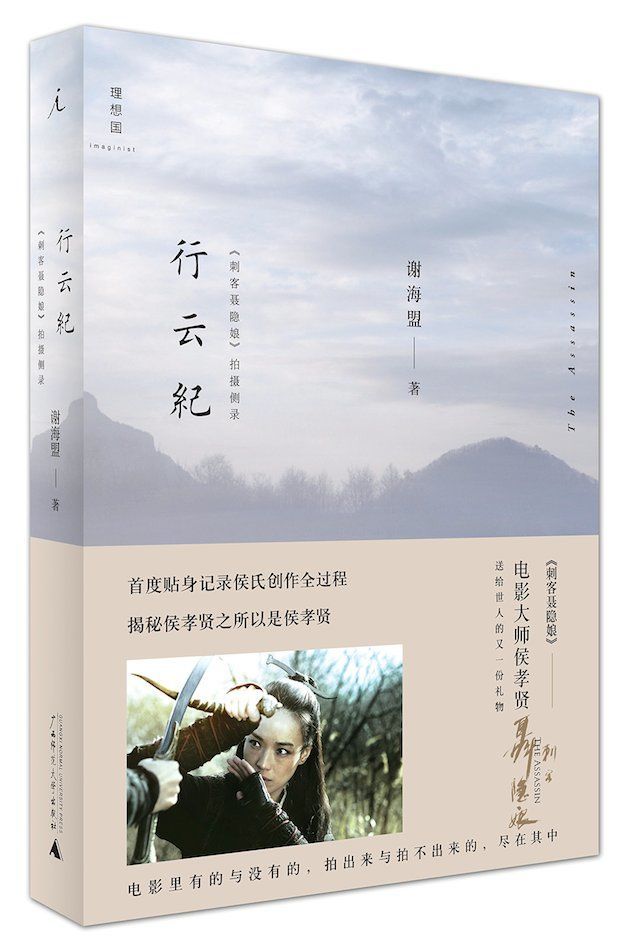 行云紀
《刺客聂隐娘》拍摄侧录
谢海盟——著
GUANGXI NORMAL UNIVERSITY PRESS
广西师范大学出版社
理想国
imaginist
行云紀
《刺客聂隐娘》拍摄侧录
谢海盟——著
The Assassin
首度贴身记录侯氏创作全过程
揭秘侯孝贤之所以是侯孝贤
《刺客聂隐娘》——
电影大师侯孝贤
送给世人的又一份礼物
刺客
聂隐娘
THE ASSASSIN
电影里有的与没有的，拍出来与拍不出来的，尽在其中